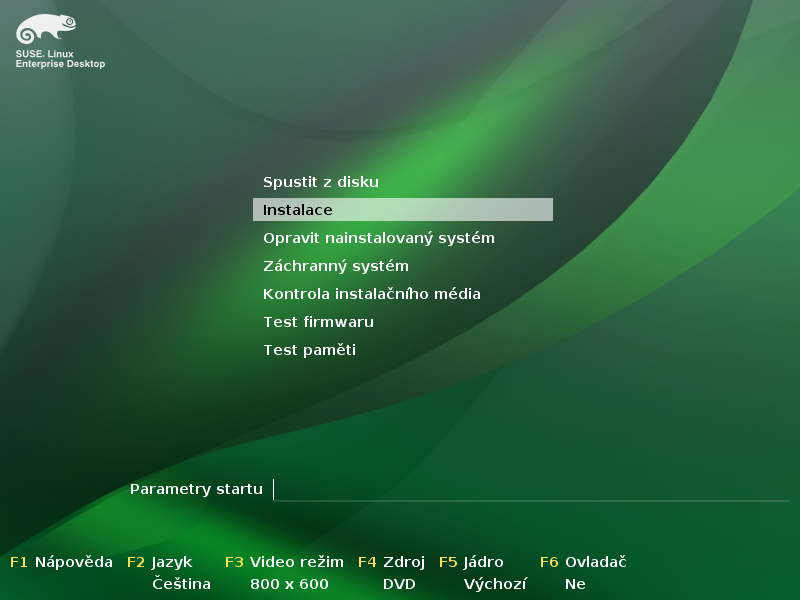 SUSE® Linux
Enterprise Desktop
Spustit z disku
Instalace
Opravit nainstalovaný systém
Záchranný systém
Kontrola instalačního média
Test firmwaru
Test paměti
Parametry startu
F1 Nápověda F2 Jazyk F3 Video režim F4 Zdroj F5 Jádro F6 Ovladač
Čeština 800 x 600 DVD Výchozí Ne